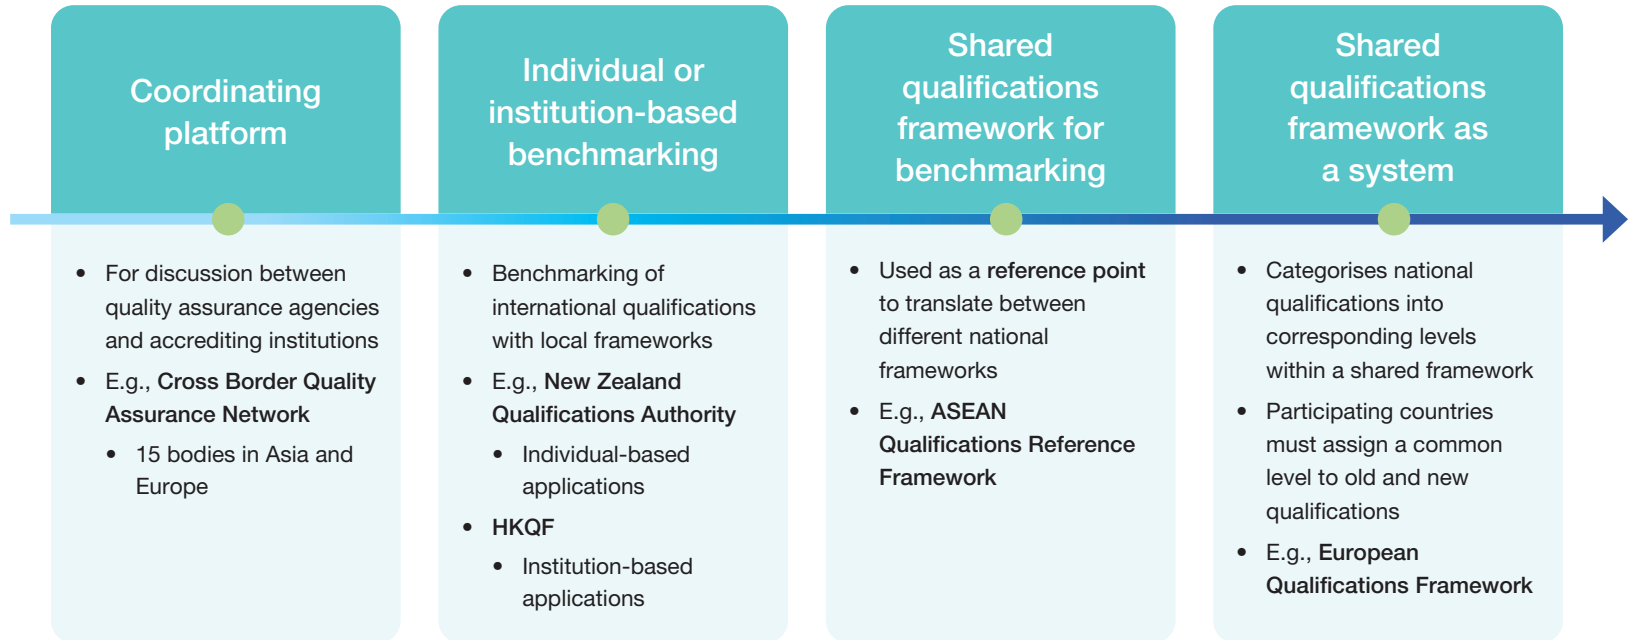 Coordinating
platform
• For discussion between
quality assurance agencies
and accrediting institutions
• E.g., Cross Border Quality
Assurance Network
• 15 bodies in Asia and
Europe
Individual or
institution-based
benchmarking
• Benchmarking of
international qualifications
with local frameworks
• E.g., New Zealand
Qualifications Authority
• Individual-based
applications
• HKQF
• Institution-based
applications
Shared
qualifications
framework for
benchmarking
• Used as a reference point
to translate between
different national
frameworks
• E.g., ASEAN
Qualifications Reference
Framework
Shared
qualifications
framework as
a system
• Categorises national
qualifications into
corresponding levels
within a shared framework
• Participating countries
must assign a common
level to old and new
qualifications
• E.g., European
Qualifications Framework